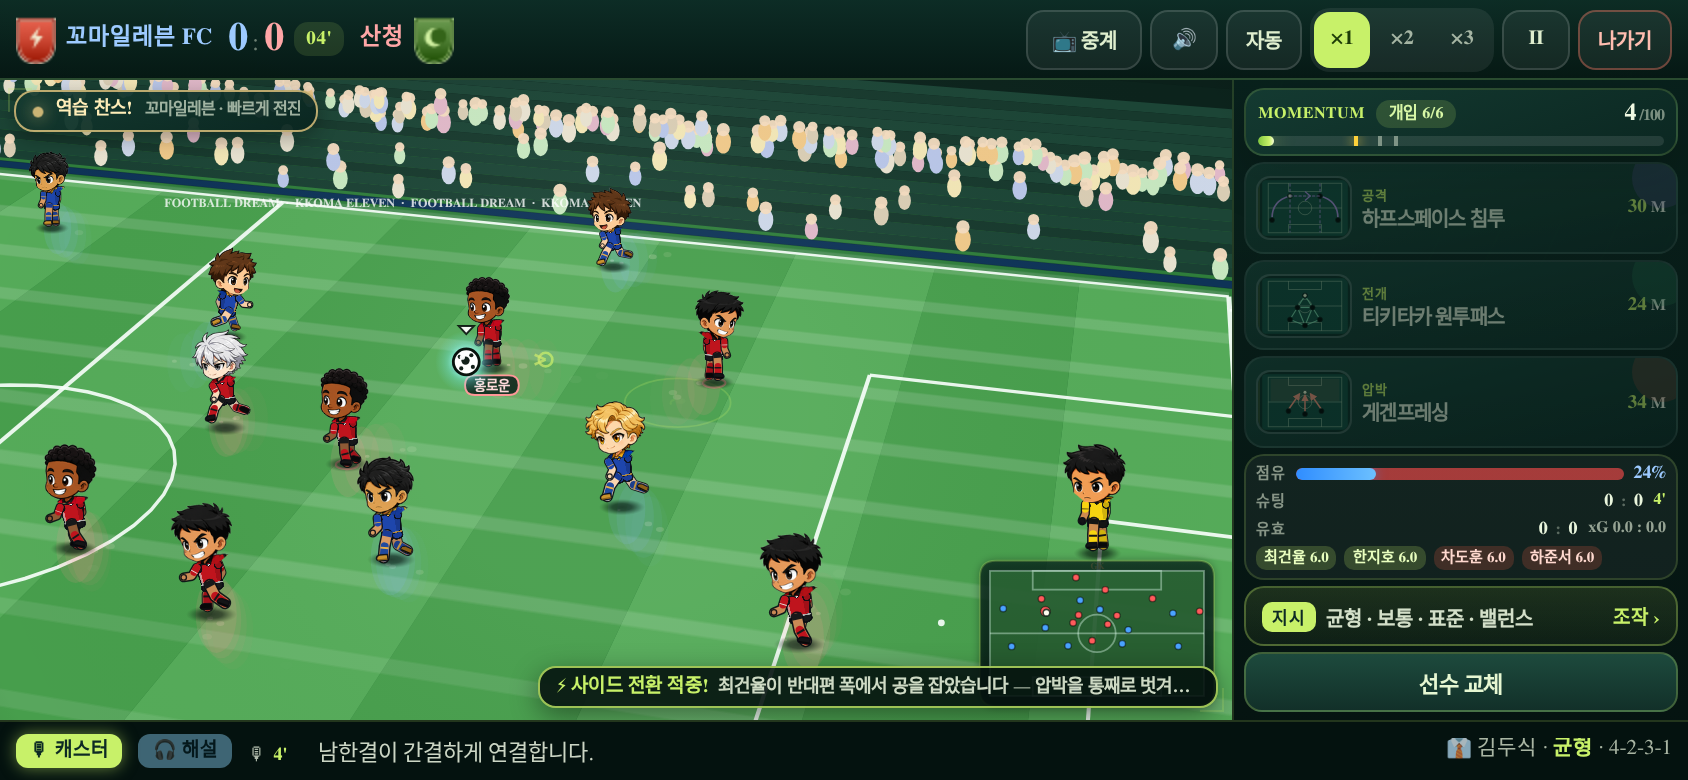 꼬마일레븐 FC 0 : 0 04' 산청
중계
자동
×1 ×2 ×3
II
나가기
역습 찬스! 꼬마일레븐 · 빠르게 전진
FOOTBALL DREAM · KKOMA ELEVEN · FOOTBALL DREAM · KKOMA
홍로운
⚡ 사이드 전환 적중! 최건율이 반대편 폭에서 공을 잡았습니다 — 압박을 통째로 벗겨…
MOMENTUM 개입 6/6 4 /100
공격
하프스페이스 침투 30 M
전개
티키타카 원투패스 24 M
압박
게겐프레싱 34 M
점유 24%
슈팅 0 : 0 4'
유효 0 : 0 xG 0.0 : 0.0
최건율 6.0 한지호 6.0 차도훈 6.0 하준서 6.0
지시 균형 · 보통 · 표준 · 밸런스 조작 ›
선수 교체
캐스터 해설 4' 남한결이 간결하게 연결합니다.
김두식 · 균형 · 4-2-3-1